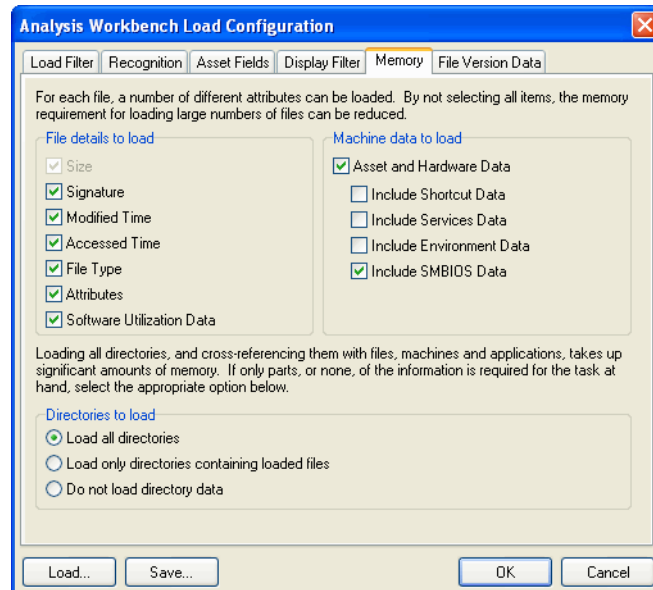 Analysis Workbench Load Configuration
Load Filter Recognition Asset Fields Display Filter Memory File Version Data
For each file, a number of different attributes can be loaded. By not selecting all items, the memory
requirement for loading large numbers of files can be reduced.
File details to load
Size
Signature
Modified Time
Accessed Time
File Type
Attributes
Software Utilization Data
Machine data to load
Asset and Hardware Data
Include Shortcut Data
Include Services Data
Include Environment Data
Include SMBIOS Data
Loading all directories, and cross-referencing them with files, machines and applications, takes up
significant amounts of memory. If only parts, or none, of the information is required for the task at
hand, select the appropriate option below.
Directories to load
Load all directories
Load only directories containing loaded files
Do not load directory data
Load... Save... OK Cancel